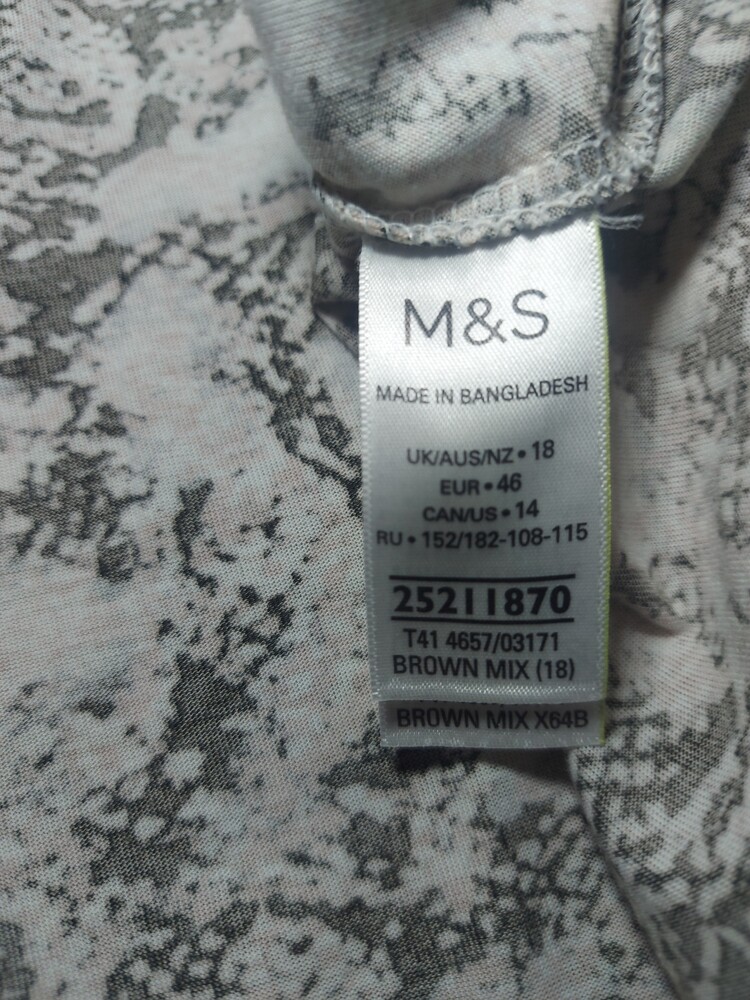 M&S
MADE IN BANGLADESH
UK/AUS/NZ • 18
EUR • 46
CAN/US • 14
RU • 152/182-108-115
25211870
T41 4657/03171
BROWN MIX (18)
BROWN MIX X64B